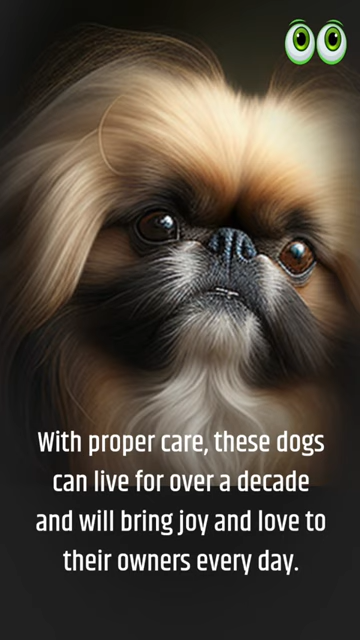 With proper care, these dogs
can live for over a decade
and will bring joy and love to
their owners every day.